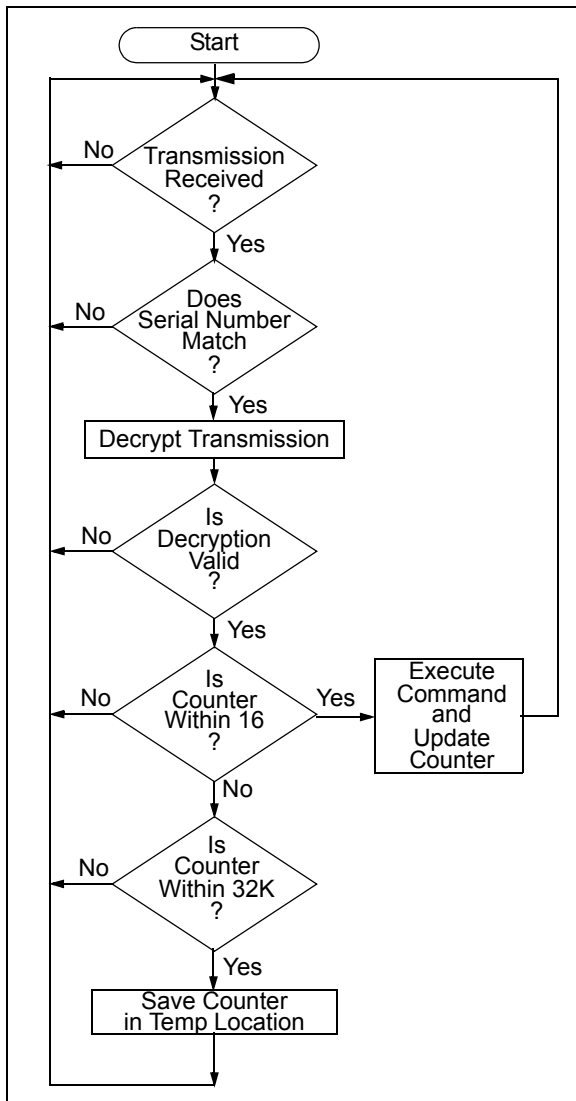 Start
No
Transmission
Received
?
Yes
No
Does
Serial Number
Match
?
Yes
Decrypt Transmission
No
Is
Decryption
Valid
?
Yes
No
Is
Counter
Within 16
?
Yes
Execute
Command
and
Update
Counter
No
No
Is
Counter
Within 32K
?
Yes
Save Counter
in Temp Location